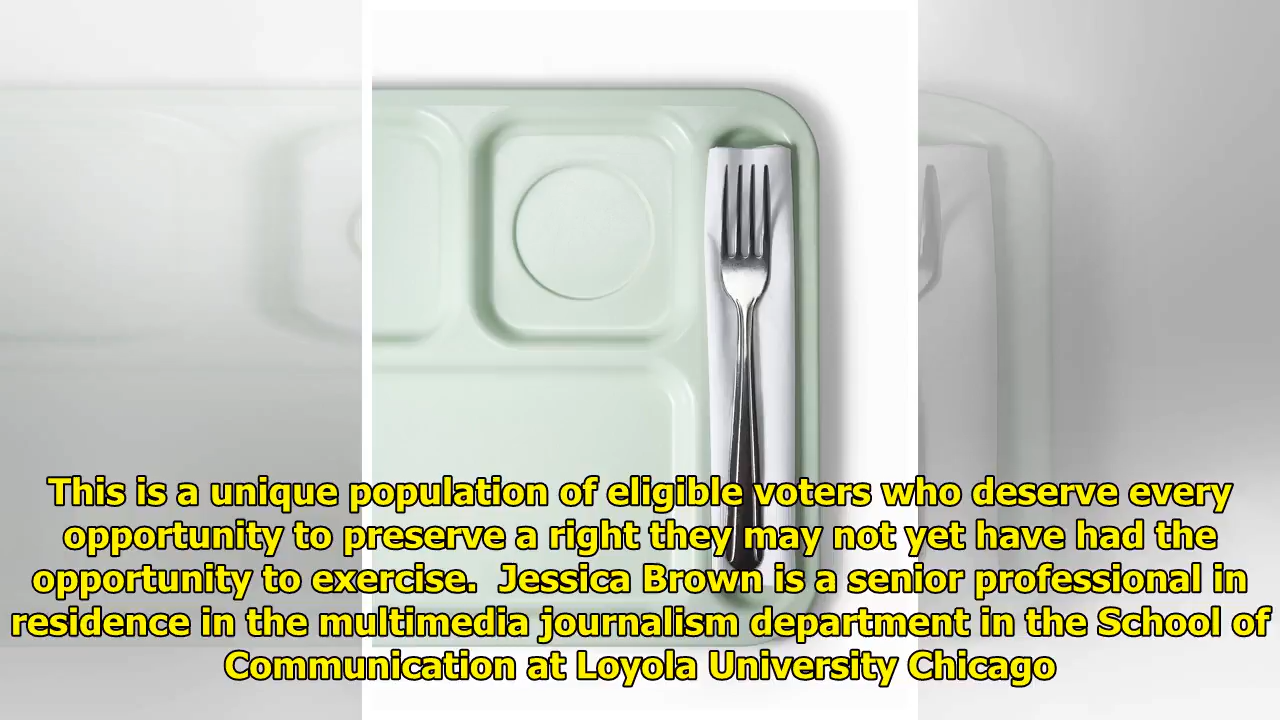 This is a unique population of eligible voters who deserve every
opportunity to preserve a right they may not yet have had the
opportunity to exercise.  Jessica Brown is a senior professional in
residence in the multimedia journalism department in the School of
Communication at Loyola University Chicago